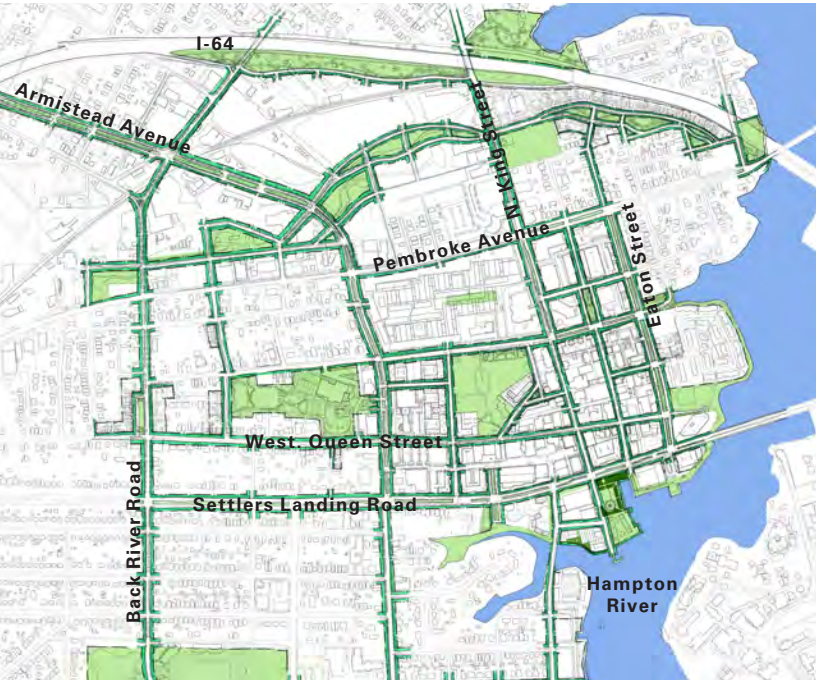 I-64
Armistead Avenue
N. King Street
Pembroke Avenue
Eaton Street
West Queen Street
Back River Road
Settlers Landing Road
Hampton
River